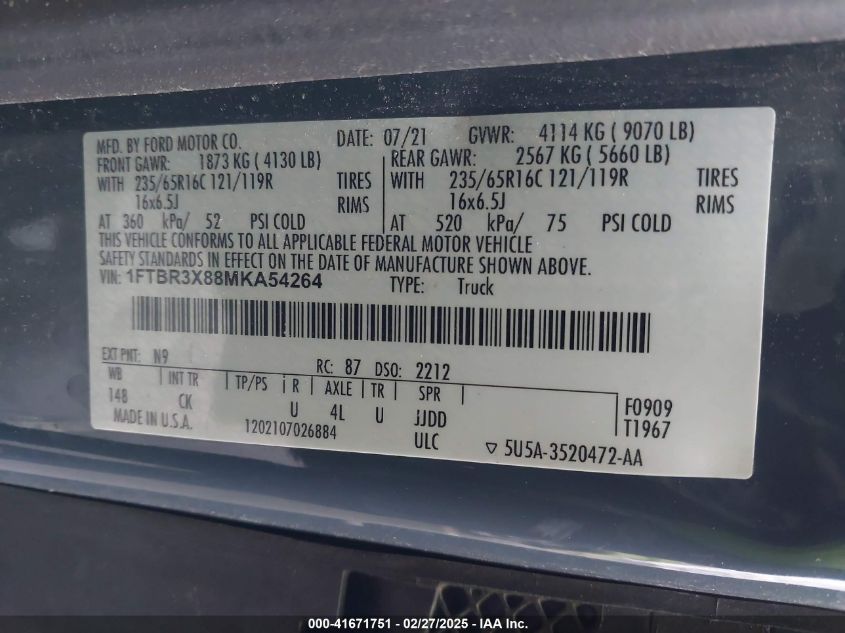 MFD. BY FORD MOTOR CO. DATE: 07/21 GVWR: 4114 KG ( 9070 LB)
FRONT GAWR: 1873 KG ( 4130 LB) REAR GAWR: 2567 KG ( 5660 LB)
WITH 235/65R16C 121/119R TIRES WITH 235/65R16C 121/119R TIRES
16x6.5J RIMS 16x6.5J RIMS
AT 360 kPa/ 52 PSI COLD AT 520 kPa/ 75 PSI COLD
THIS VEHICLE CONFORMS TO ALL APPLICABLE FEDERAL MOTOR VEHICLE
SAFETY STANDARDS IN EFFECT ON THE DATE OF MANUFACTURE SHOWN ABOVE.
VIN: 1FTBR3X88MKA54264 TYPE: Truck
EXT PNT: N9 RC: 87 DSO: 2212
WB INT TR TP/PS R AXLE TR SPR
148 CK U 4L U JJDD F0909
MADE IN U.S.A. 1202107026884 ULC T1967
5U5A-3520472-AA
000-41671751 — 02/27/2025 - IAA Inc.